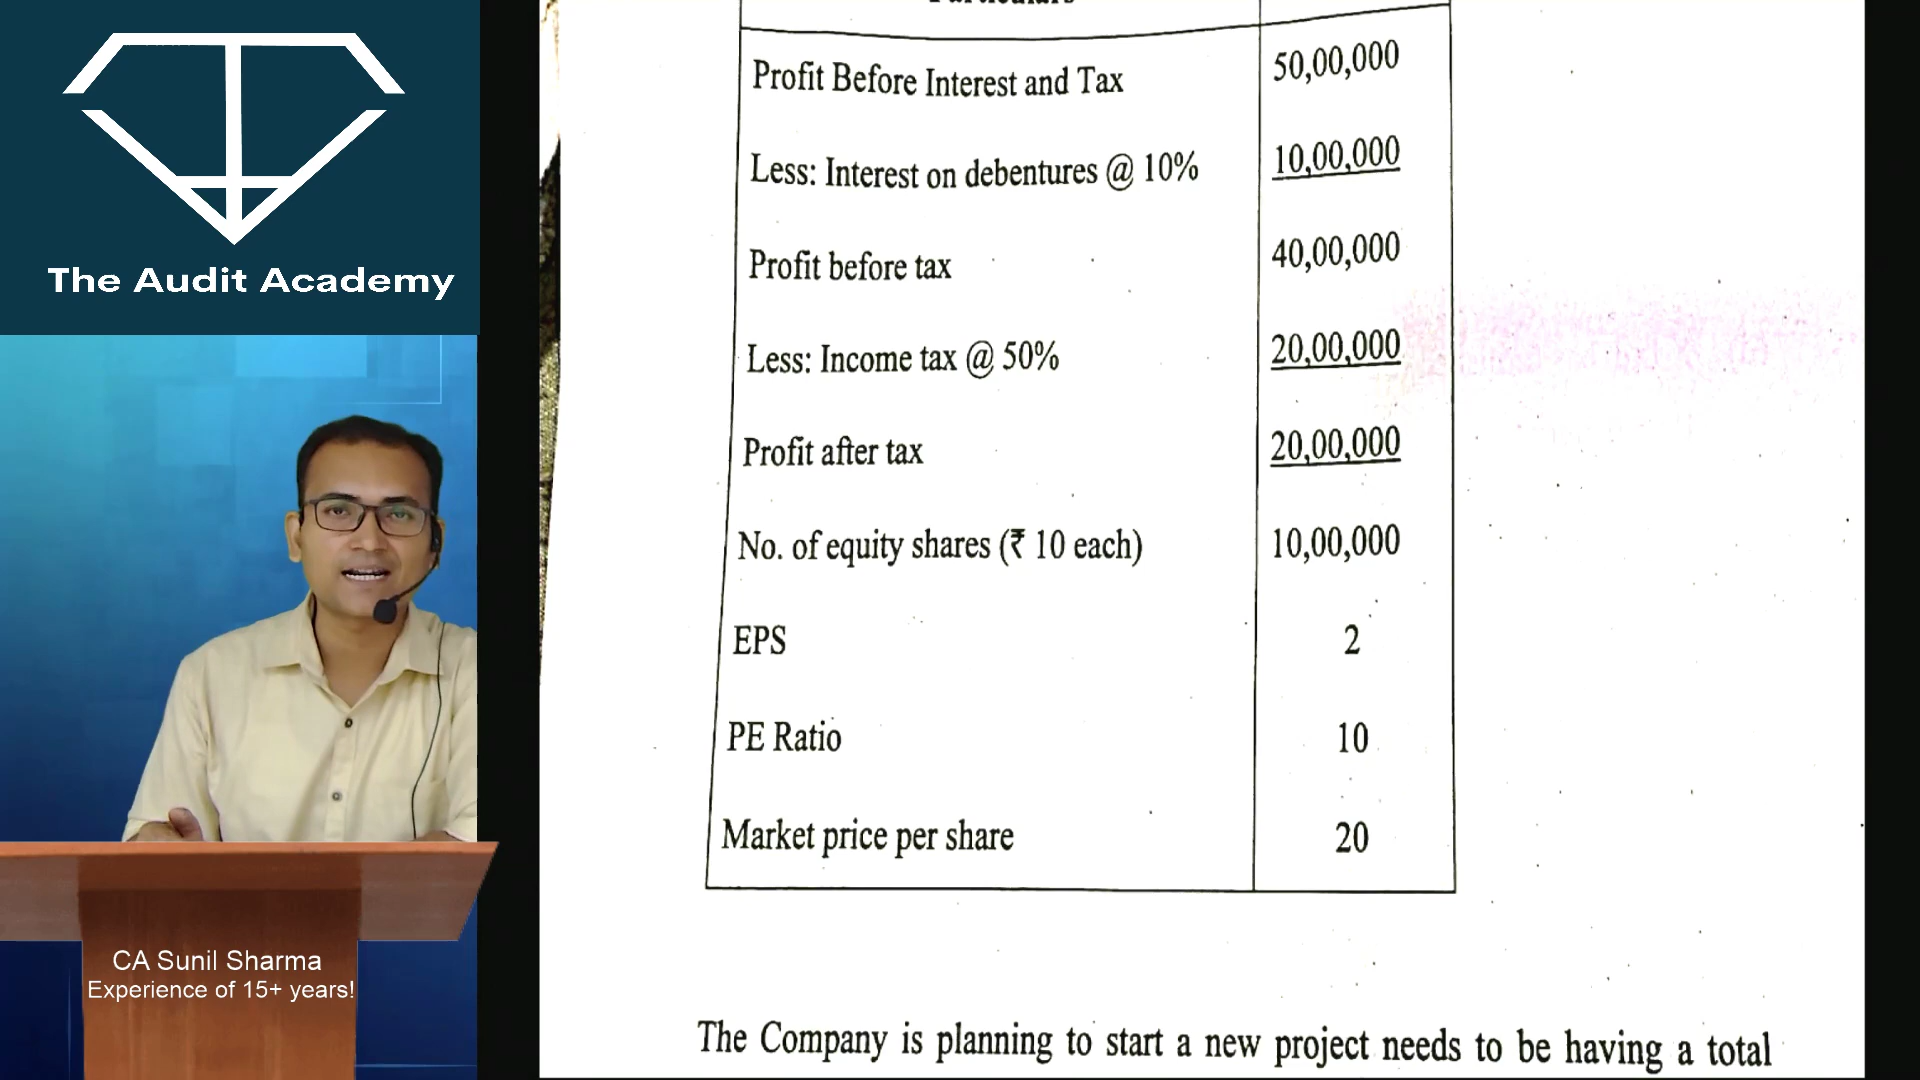 The Audit Academy
CA Sunil Sharma
Experience of 15+ years!
Particulars
Profit Before Interest and Tax 50,00,000
Less: Interest on debentures @ 10% 10,00,000
Profit before tax 40,00,000
Less: Income tax @ 50% 20,00,000
Profit after tax 20,00,000
No. of equity shares (₹ 10 each) 10,00,000
EPS 2
PE Ratio 10
Market price per share 20
The Company is planning to start a new project needs to be having a total